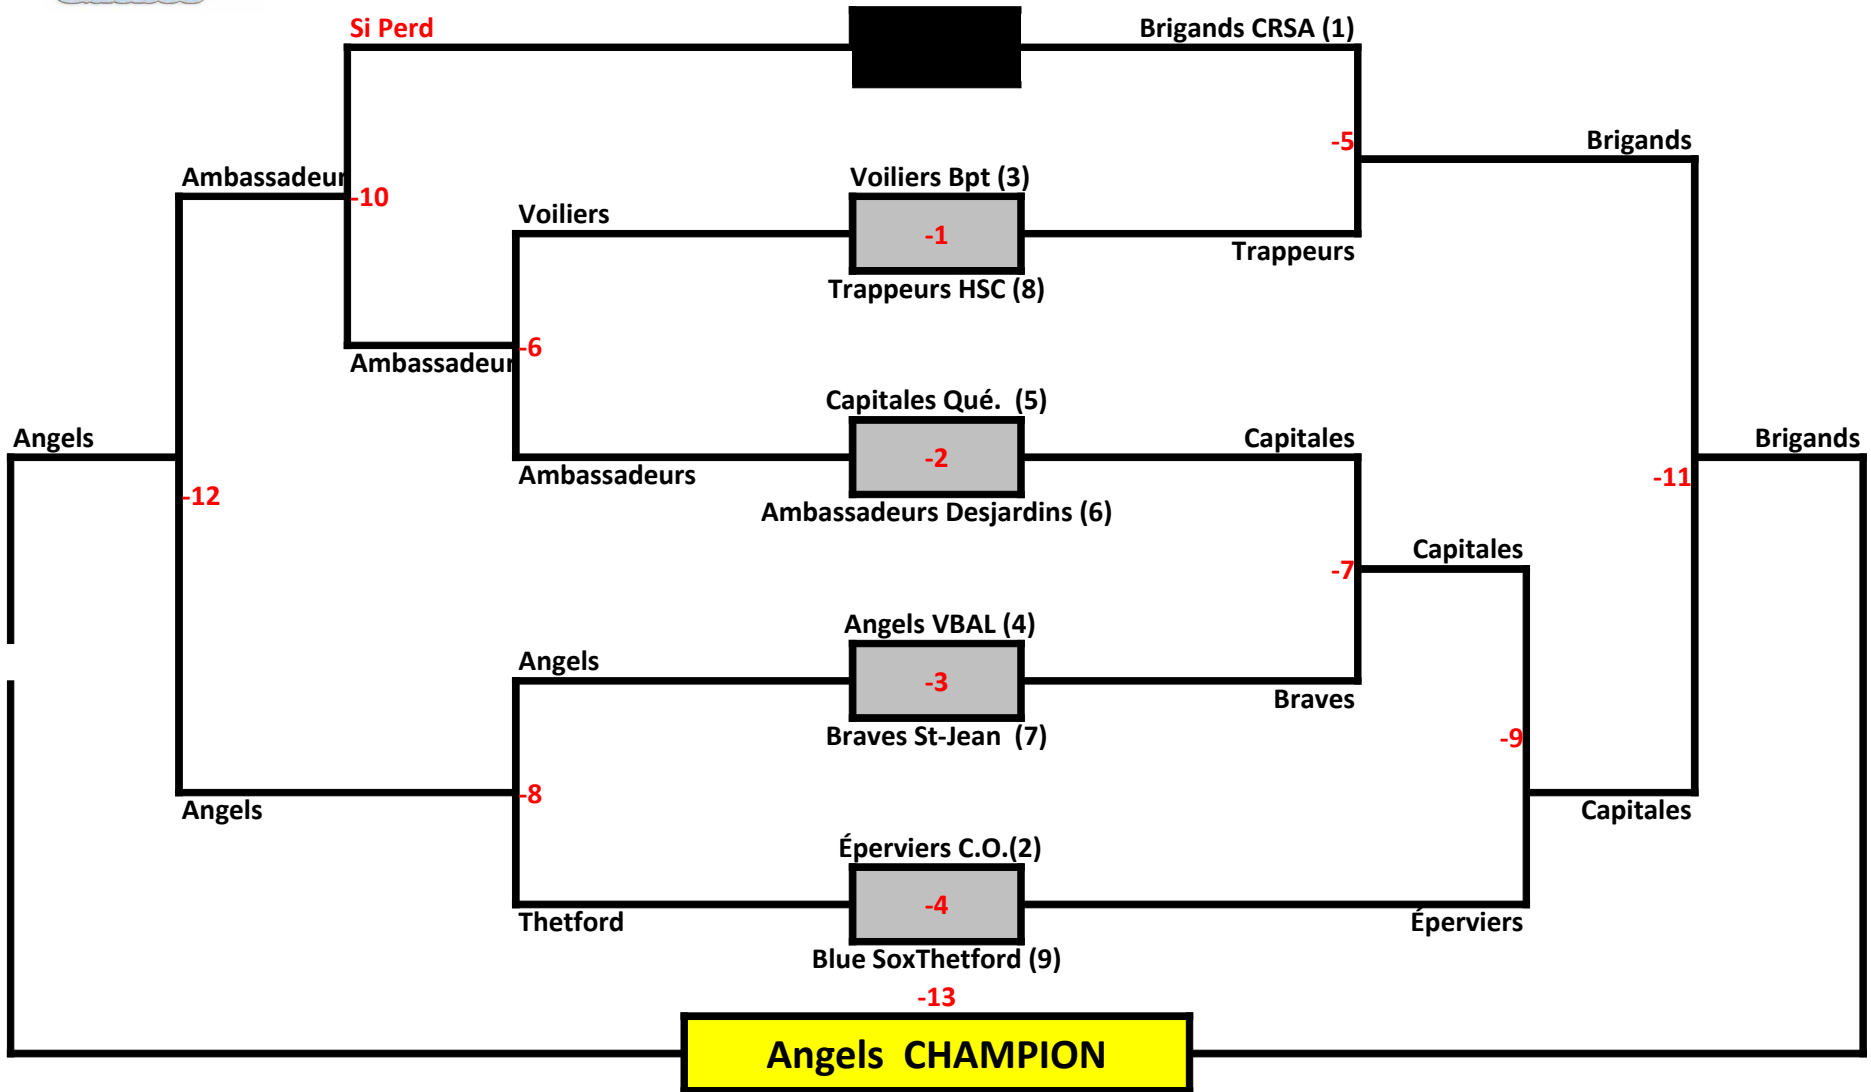 Si Perd
Brigands CRSA (1)
-5
Brigands
Ambassadeur
-10
Voiliers Bpt (3)
Voiliers
-1
Trappeurs
Trappeurs HSC (8)
Ambassadeur
-6
Capitales Qué.  (5)
Angels
Capitales
Brigands
-2
Ambassadeurs
-11
-12
Ambassadeurs Desjardins (6)
Capitales
-7
Angels VBAL (4)
Angels
-3
Braves
Braves St-Jean  (7)
-9
-8
Angels
Capitales
Éperviers C.O.(2)
-4
Thetford
Éperviers
Blue SoxThetford (9)
-13
Angels  CHAMPION